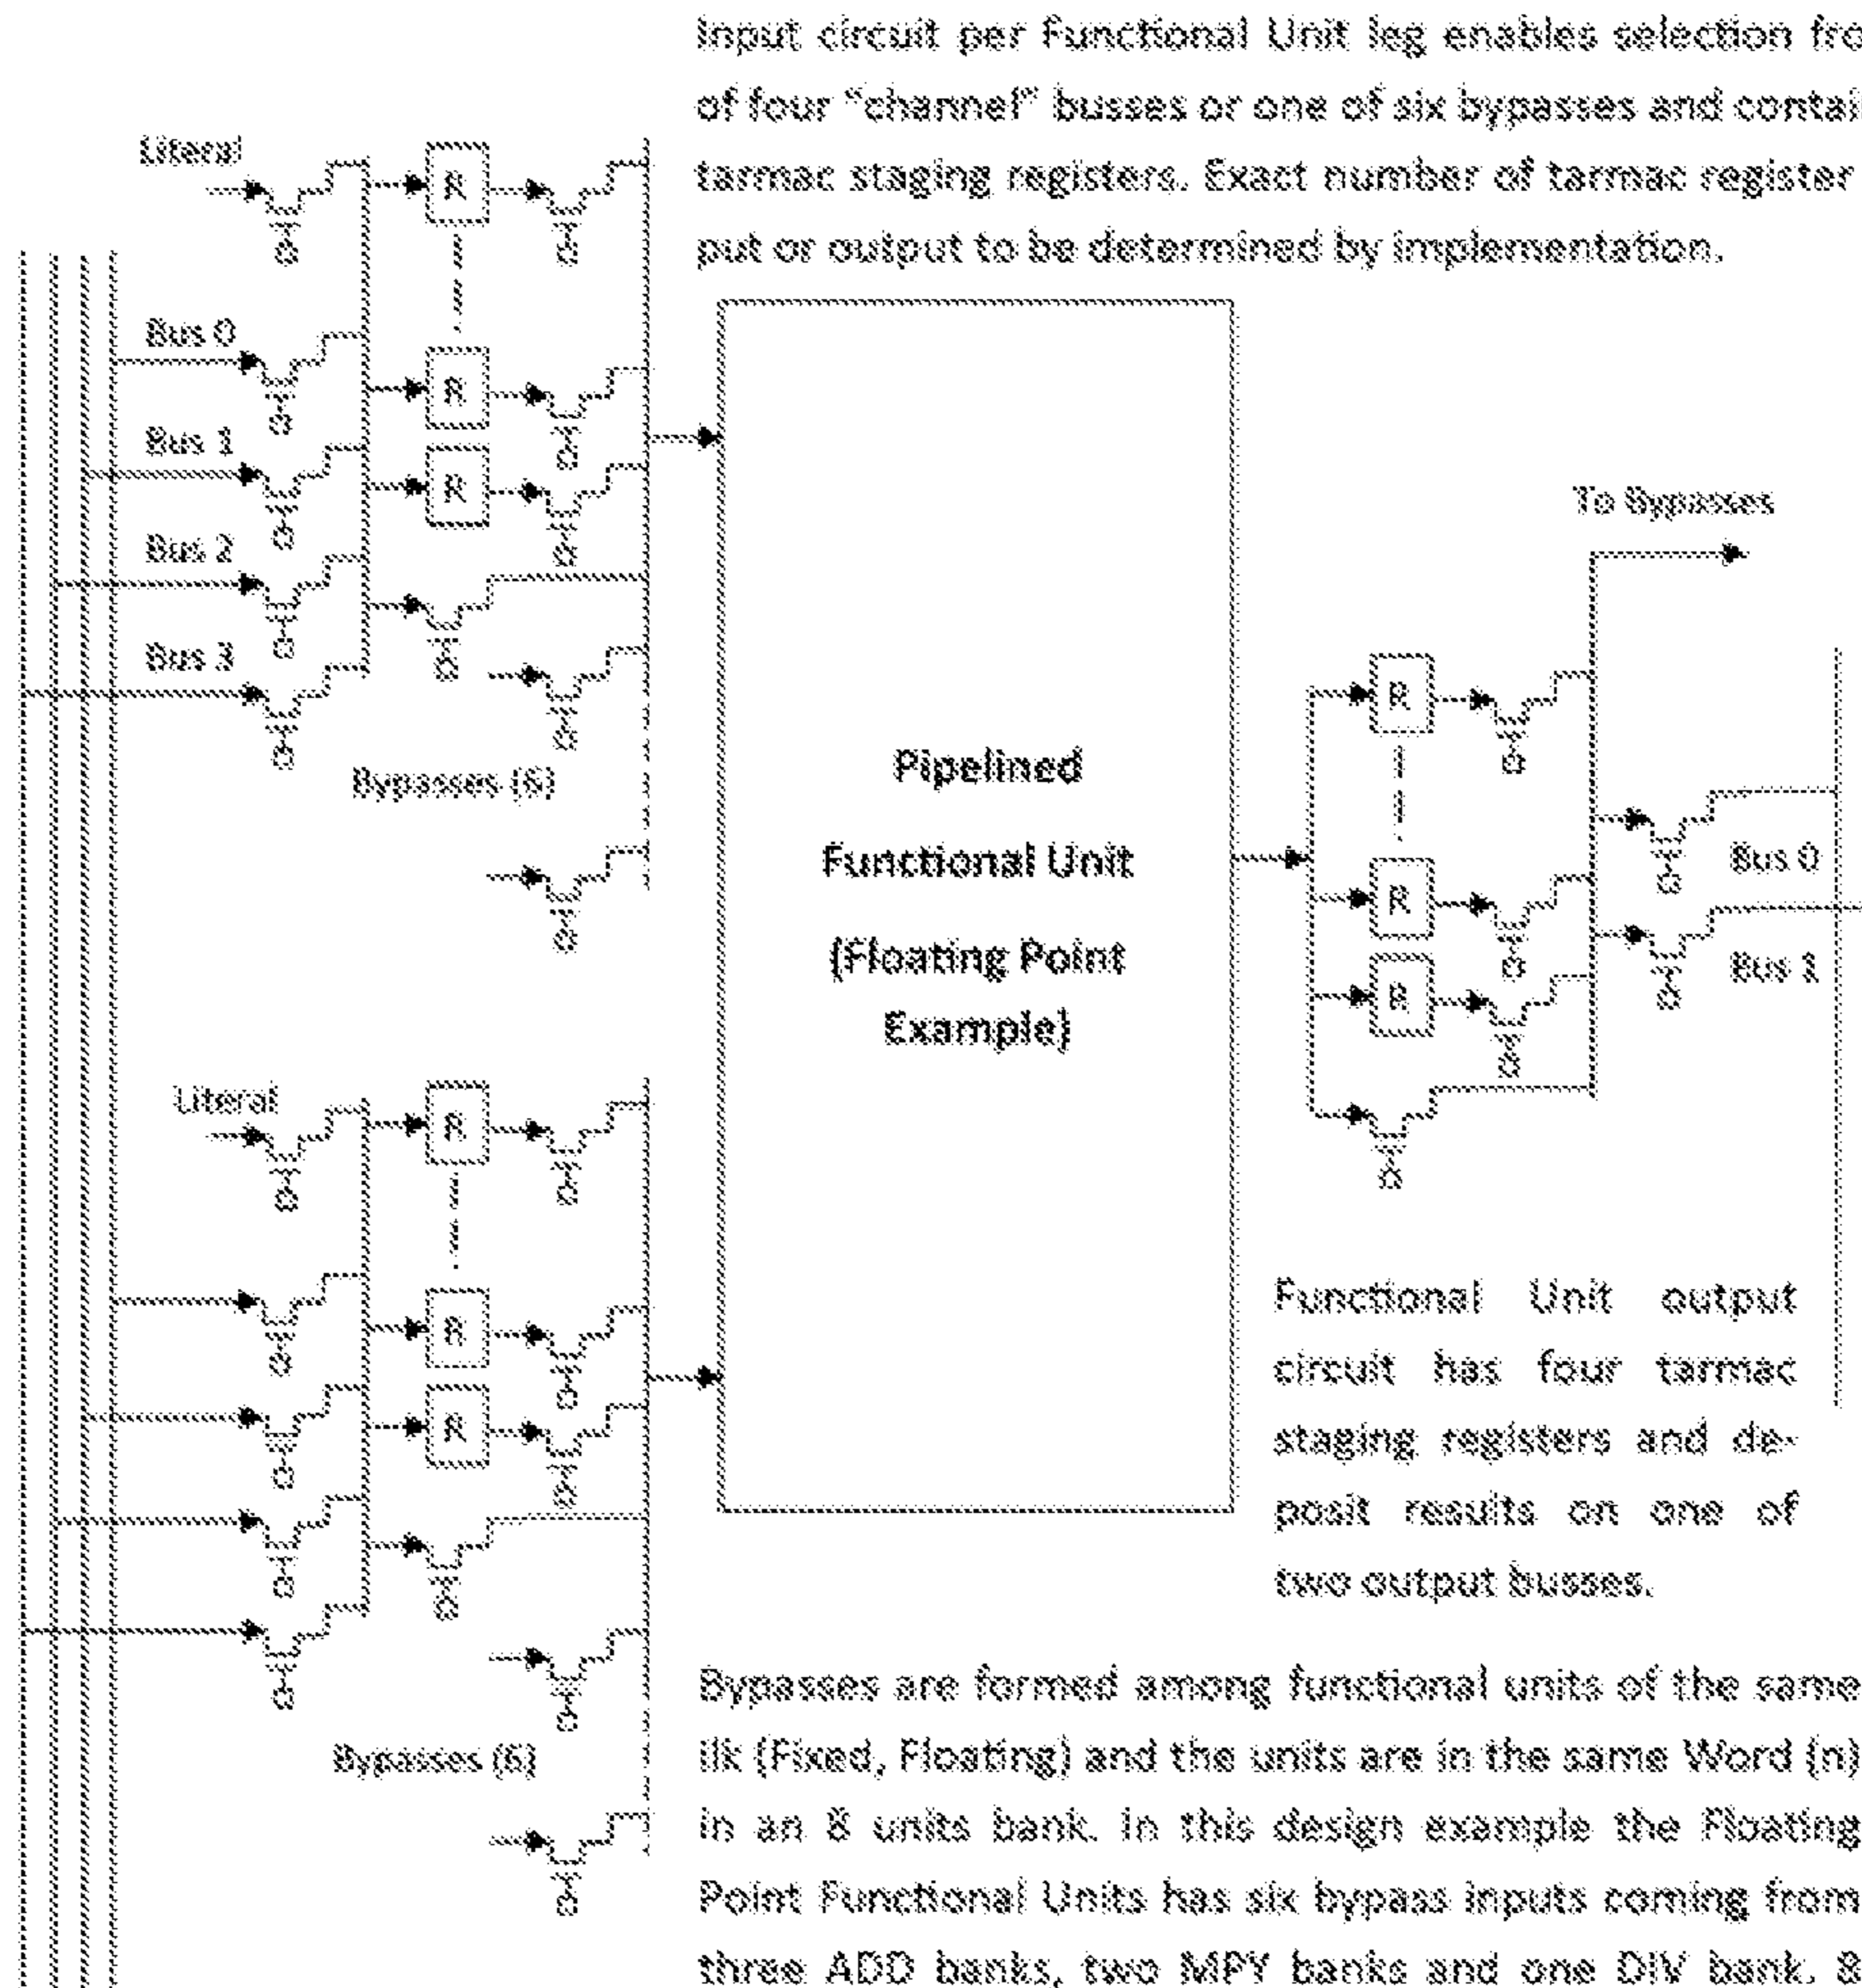 Input circuit per Functional Unit leg enables selection fro
of four "channel" busses or one of six bypasses and contai
tarmac staging registers. Exact number of tarmac register
put or output to be determined by implementation.
Literal
R
Bus 0
R
Bus 1
R
Bus 2
Bus 3
Bypasses (6)
Pipelined
Functional Unit
(Floating Point
Example)
To Bypasses
R
R
R
Bus 0
Bus 1
Literal
R
R
R
Bypasses (6)
Functional Unit output
circuit has four tarmac
staging registers and de-
posit results on one of
two output busses.
Bypasses are formed among functional units of the same
ilk (Fixed, Floating) and the units are in the same Word (n)
in an 8 units bank. In this design example the Floating
Point Functional Units has six bypass inputs coming from
three ADD banks, two MPY banks and one DIV bank. 8